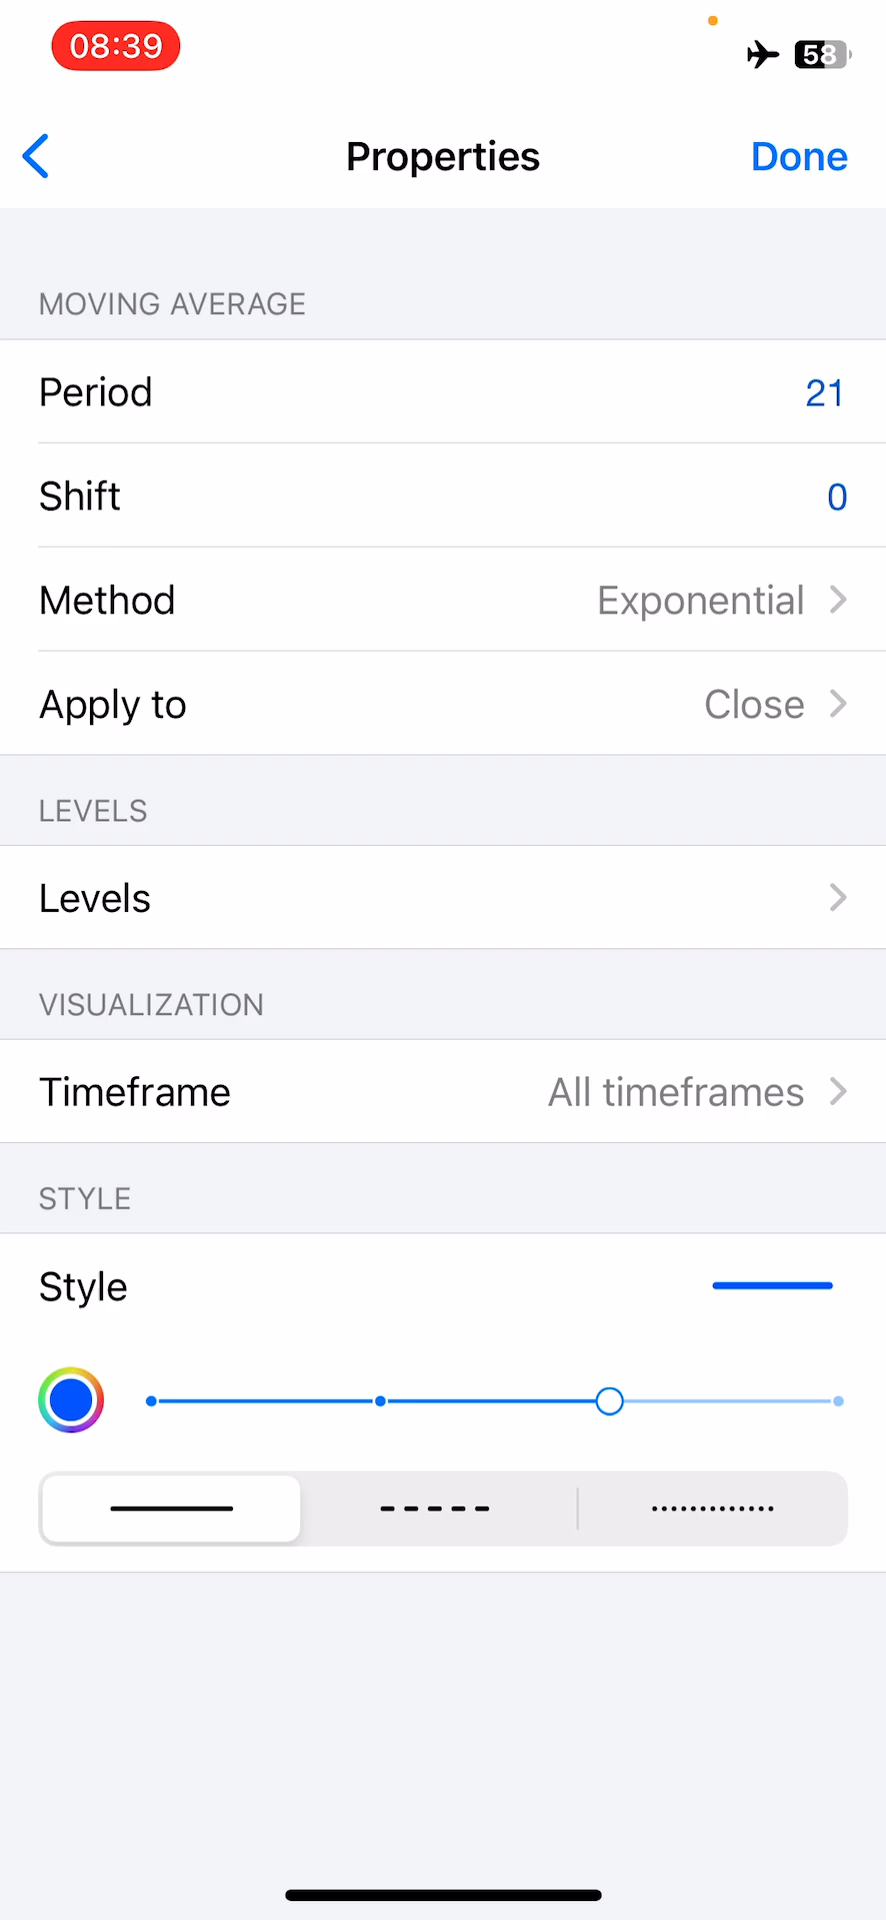 08:39
58
Properties
Done
MOVING AVERAGE
Period 21
Shift 0
Method Exponential
Apply to Close
LEVELS
Levels
VISUALIZATION
Timeframe All timeframes
STYLE
Style